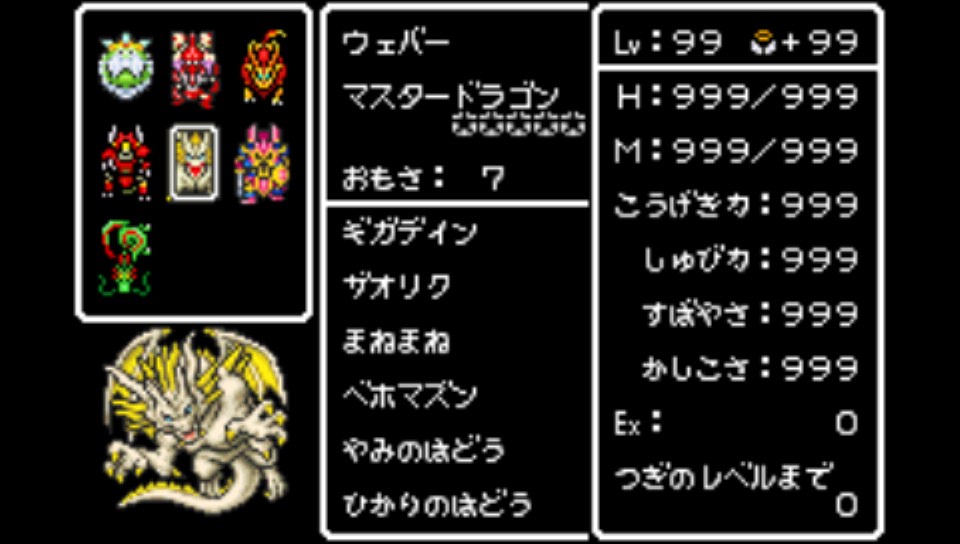 ウェバー
マスタードラゴン
おもさ： 7
ギガデイン
ザオリク
まねまね
ベホマズン
やみのはどう
ひかりのはどう
Lv：99 +99
H：999／999
M：999／999
こうげき力：999
しゅび力：999
すばやさ：999
かしこさ：999
Ex： 0
つぎのレベルまで
0